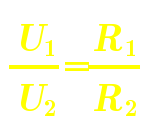 U₁/U₂ = R₁/R₂